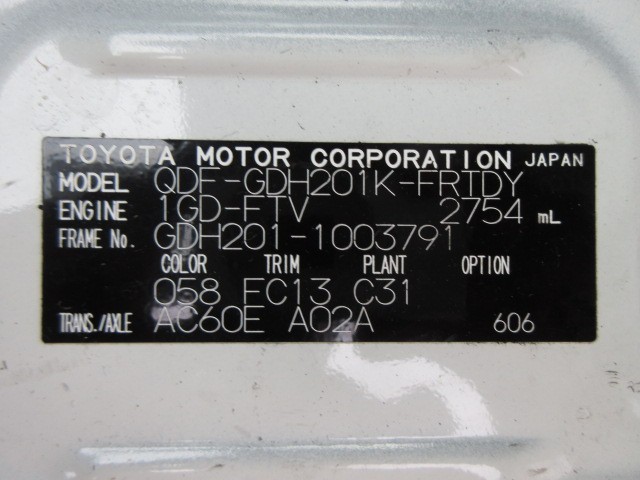 TOYOTA MOTOR CORPORATION JAPAN
MODEL QDF-GDH201K-FRTDY
ENGINE 1GD-FTV 2754 mL
FRAME No. GDH201-1003791
COLOR TRIM PLANT OPTION
058 FC13 C31
TRANS./AXLE AC60E A02A 606